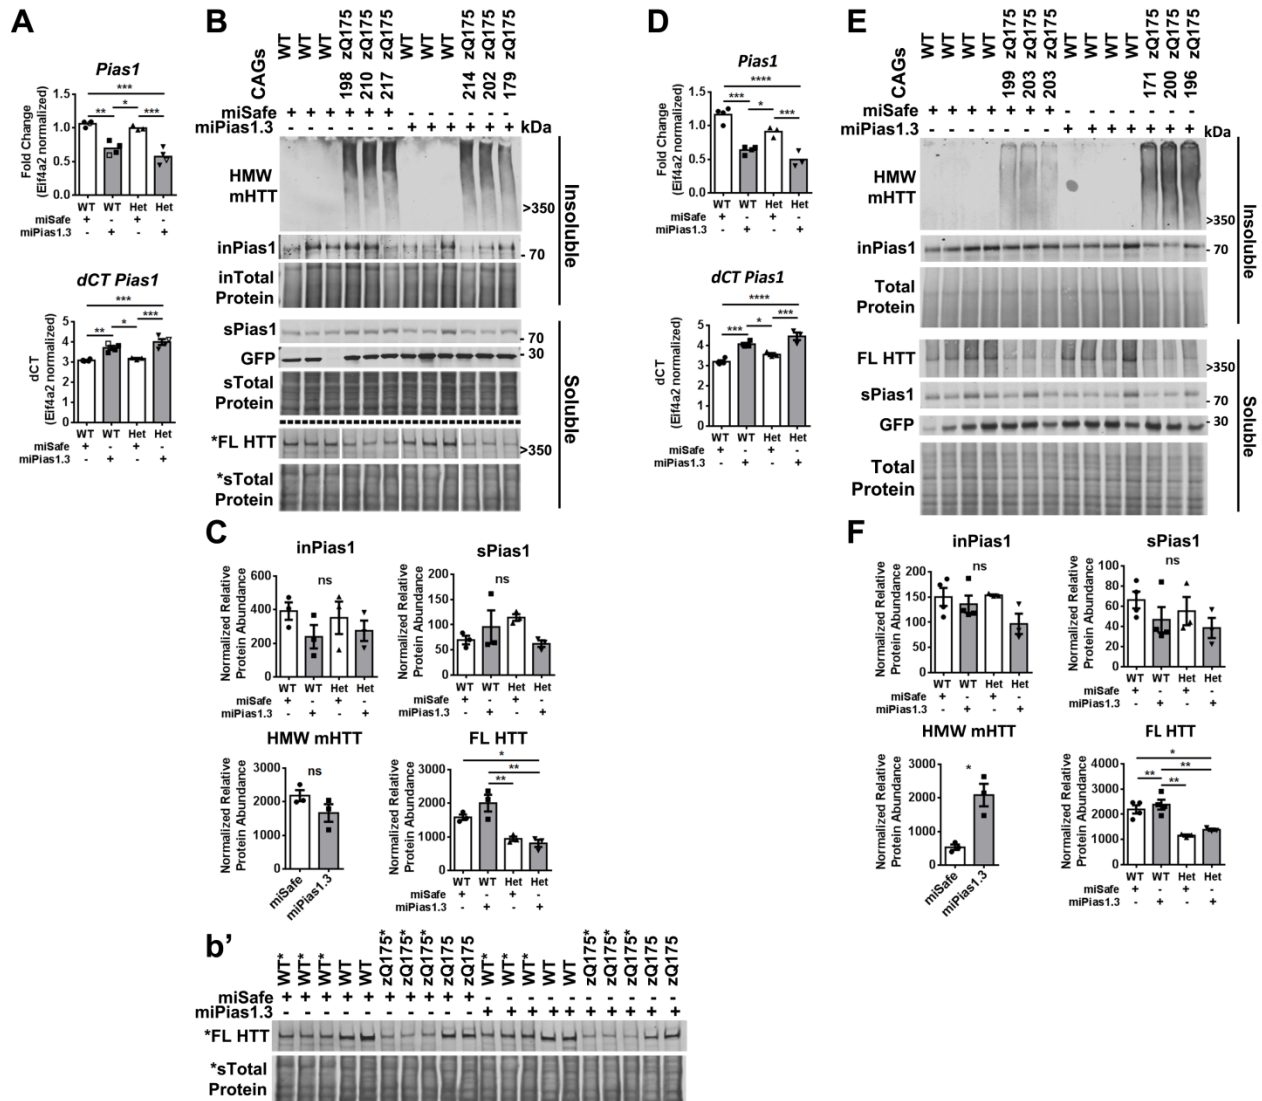 A
Pias1
***
** * ***
Fold Change
(Eif4a2 normalized)
1.5
1.0
0.5
0.0
WT WT Het Het
miSafe + - + -
miPias1.3 - + - +
dCT Pias1
***
** * ***
dCT
(Eif4a2 normalized)
5
4
3
2
1
0
WT WT Het Het
miSafe + - + -
miPias1.3 - + - +
B
WT WT WT zQ175 zQ175 zQ175 WT WT WT zQ175 zQ175 zQ175
CAGs 198 210 217 214 202 179
miSafe + + + + + + - - - - - -
miPias1.3 - - - - - - + + + + + +
kDa
HMW
mHTT
>350
inPias1
- 70
inTotal
Protein
Insoluble
sPias1
- 70
GFP
- 30
sTotal
Protein
*FL HTT
>350
*sTotal
Protein
Soluble
C
inPias1
ns
Normalized Relative
Protein Abundance
600
400
200
0
WT WT Het Het
miSafe + - + -
miPias1.3 - + - +
sPias1
ns
Normalized Relative
Protein Abundance
200
150
100
50
0
WT WT Het Het
+ - + -
- + - +
HMW mHTT
ns
Normalized Relative
Protein Abundance
3000
2000
1000
0
miSafe
miPias1.3
FL HTT
*
**
**
Normalized Relative
Protein Abundance
3000
2000
1000
0
WT WT Het Het
miSafe + - + -
miPias1.3 - + - +
b’
WT* WT* WT* WT WT zQ175* zQ175* zQ175* zQ175 zQ175 WT* WT* WT* WT WT zQ175* zQ175* zQ175* zQ175 zQ175
miSafe + + + + + + + + + + - - - - - - - - - -
miPias1.3 - - - - - - - - - - + + + + + + + + + +
*FL HTT
*sTotal
Protein
D
Pias1
****
*** * ***
Fold Change
(Eif4a2 normalized)
1.5
1.0
0.5
0.0
WT WT Het Het
miSafe + - + -
miPias1.3 - + - +
dCT Pias1
****
*** * ***
dCT
(Eif4a2 normalized)
5
4
3
2
1
0
WT WT Het Het
miSafe + - + -
miPias1.3 - + - +
E
WT WT WT WT zQ175 zQ175 zQ175 WT WT WT WT zQ175 zQ175 zQ175
CAGs 199 203 203 171 200 196
miSafe + + + + + + + - - - - - - -
miPias1.3 - - - - - - - + + + + + + +
kDa
HMW
mHTT
>350
inPias1
- 70
Total
Protein
Insoluble
FL HTT
>350
sPias1
- 70
GFP
- 30
Total
Protein
Soluble
F
inPias1
ns
Normalized Relative
Protein Abundance
200
150
100
50
0
WT WT Het Het
miSafe + - + -
miPias1.3 - + - +
sPias1
ns
Normalized Relative
Protein Abundance
100
80
60
40
20
0
WT WT Het Het
miSafe + - + -
miPias1.3 - + - +
HMW mHTT
*
Normalized Relative
Protein Abundance
3000
2000
1000
0
miSafe
miPias1.3
FL HTT
*
**
** **
Normalized Relative
Protein Abundance
4000
3000
2000
1000
0
WT WT Het Het
miSafe + - + -
miPias1.3 - + - +